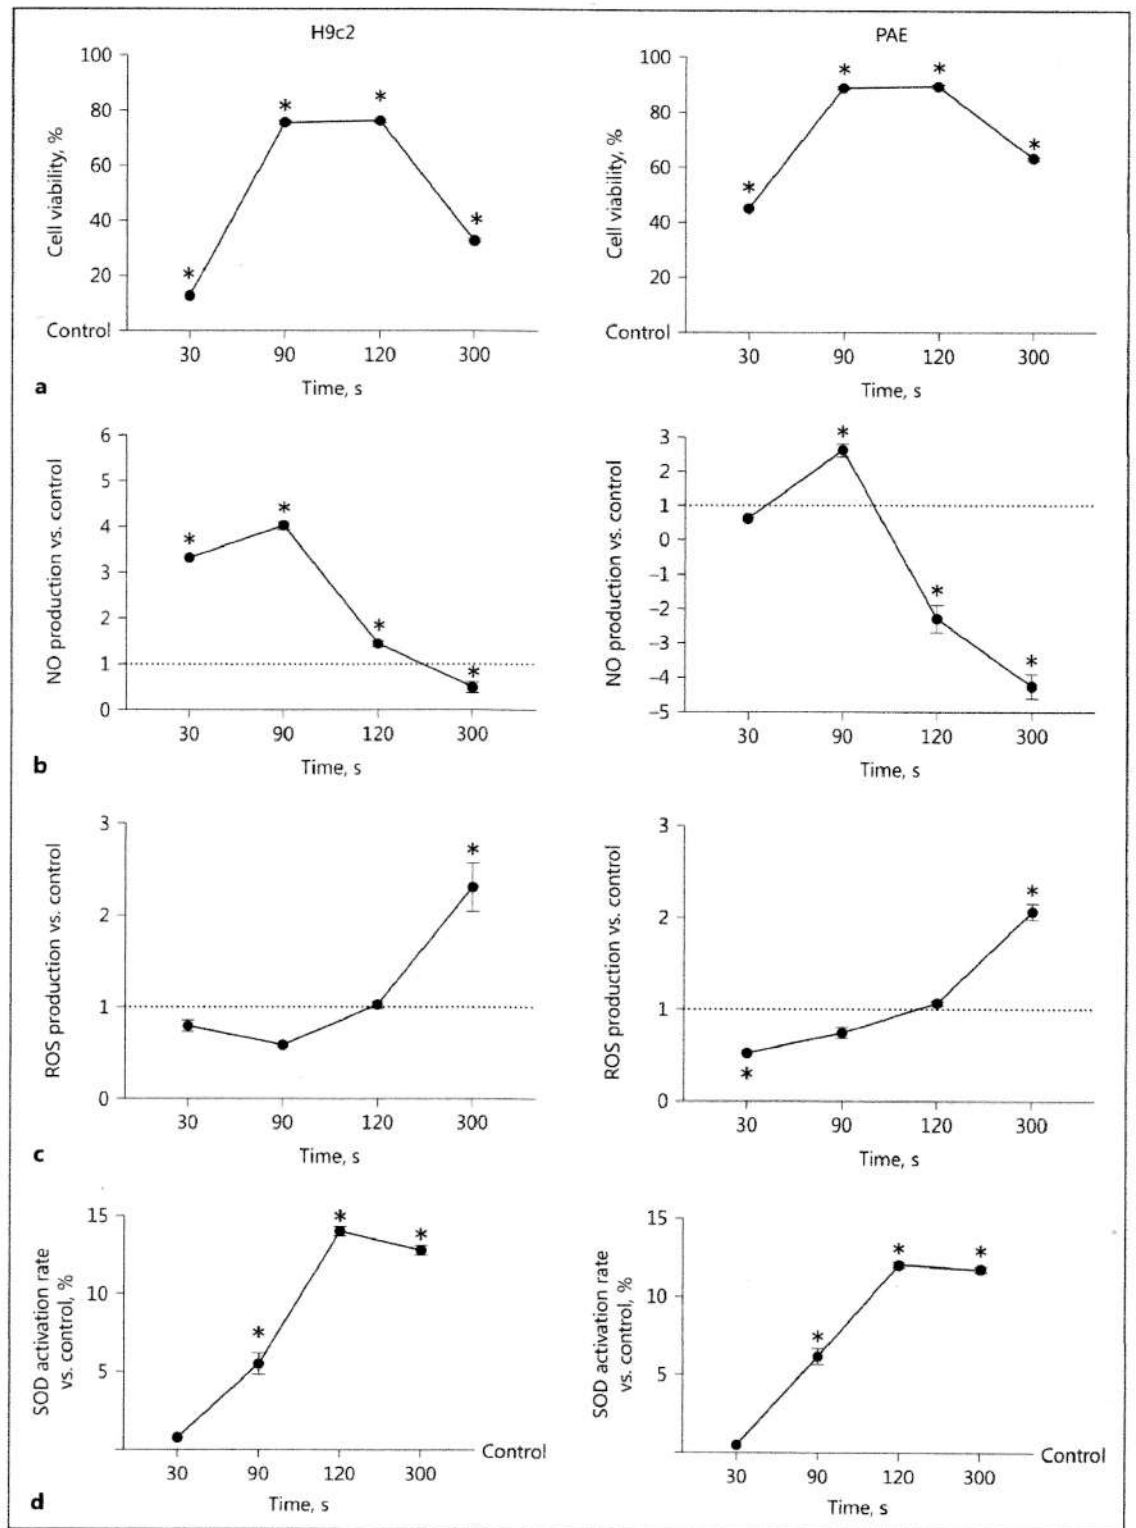 H9c2
100
80
60
40
20
Control
Cell viability, %
*
*
*
*
30 90 120 300
Time, s
a
PAE
100
80
60
40
20
Control
Cell viability, %
*
*
*
*
30 90 120 300
Time, s
6
5
4
3
2
1
0
NO production vs. control
*
*
*
*
30 90 120 300
Time, s
b
3
2
1
0
–1
–2
–3
–4
–5
NO production vs. control
*
*
*
30 90 120 300
Time, s
3
2
1
0
ROS production vs. control
*
30 90 120 300
Time, s
c
3
2
1
0
ROS production vs. control
*
*
30 90 120 300
Time, s
15
10
5
SOD activation rate
vs. control, %
*
*
*
Control
30 90 120 300
Time, s
d
15
10
5
SOD activation rate
vs. control, %
*
*
*
Control
30 90 120 300
Time, s